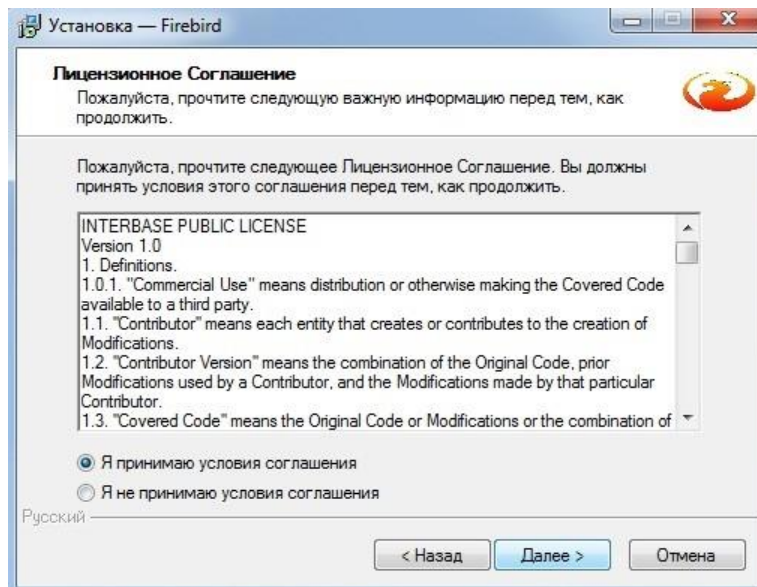 Установка — Firebird
Лицензионное Соглашение
Пожалуйста, прочтите следующую важную информацию перед тем, как
продолжить.
Пожалуйста, прочтите следующее Лицензионное Соглашение. Вы должны
принять условия этого соглашения перед тем, как продолжить.
INTERBASE PUBLIC LICENSE
Version 1.0
1. Definitions.
1.0.1. "Commercial Use" means distribution or otherwise making the Covered Code
available to a third party.
1.1. "Contributor" means each entity that creates or contributes to the creation of
Modifications.
1.2. "Contributor Version" means the combination of the Original Code, prior
Modifications used by a Contributor, and the Modifications made by that particular
Contributor.
1.3. "Covered Code" means the Original Code or Modifications or the combination of
Я принимаю условия соглашения
Я не принимаю условия соглашения
Русский
< Назад
Далее >
Отмена